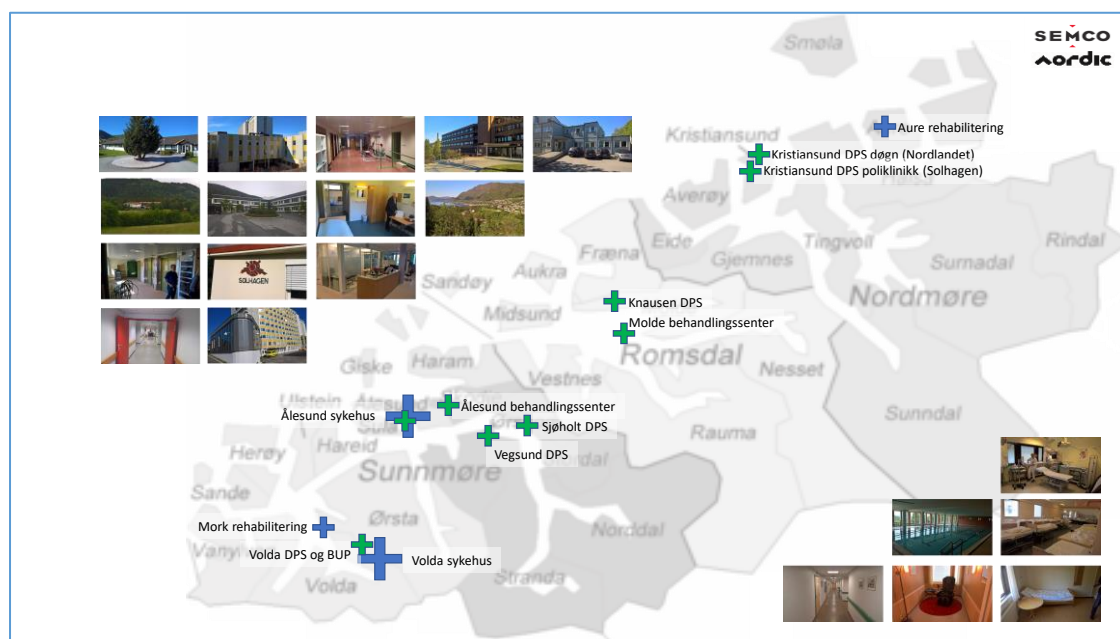 SEMCO
nordic
Smøla
Aure rehabilitering
Kristiansund
Kristiansund DPS døgn (Nordlandet)
Kristiansund DPS poliklinikk (Solhagen)
Averøy
Eide
Tingvoll
Rindal
Fræna
Gjemnes
Surnadal
Aukra
Sandøy
Nordmøre
Midsund
Knausen DPS
Molde behandlingssenter
Romsdal
Nesset
Haram
Giske
Vestnes
Sunndal
Ulstein
Ålesund behandlingssenter
Ålesund sykehus
Sula
Sjøholt DPS
Rauma
Hareid
Vegsund DPS
Herøy
Sunnmøre
Sande
Ørsta
Norddal
Mork rehabilitering
Volda DPS og BUP
Volda sykehus
Stranda
Volda
SOLHAGEN